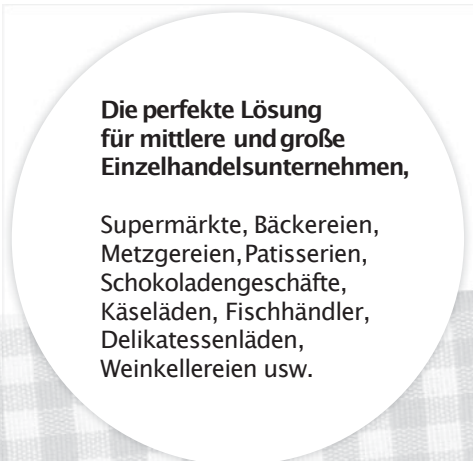 Die perfekte Lösung
für mittlere und große
Einzelhandelsunternehmen,
Supermärkte, Bäckereien,
Metzgereien, Patisserien,
Schokoladengeschäfte,
Käseläden, Fischhändler,
Delikatessenläden,
Weinkellereien usw.